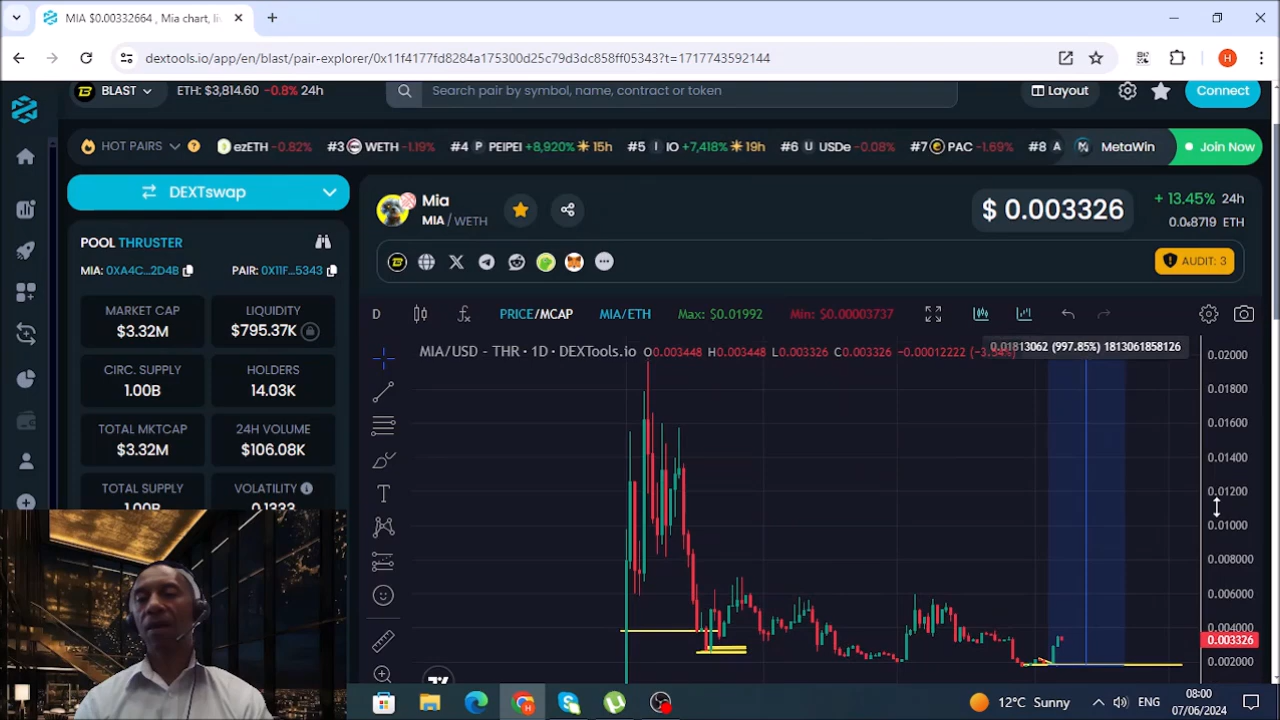 MIA $0.00332664 , Mia chart, li
dextools.io/app/en/blast/pair-explorer/0x11f4177fd8284a175300d25c79d3dc858ff05343?t=1717743592144
H
BLAST
ETH: $3,814.60 -0.8% 24h
Search pair by symbol, name, contract or token
Layout
Connect
HOT PAIRS
ezETH -0.82%
#3 WETH -1.19%
#4 PEIPEI +8,920% 15h
#5 I IO +7,418% 19h
#6 U USDe -0.08%
#7 PAC -1.69%
#8 A
MetaWin
Join Now
DEXTswap
Mia
MIA / WETH
$ 0.003326
+ 13.45% 24h
0.0₆8719 ETH
POOL THRUSTER
MIA: 0XA4C...2D4B
PAIR: 0X11F...5343
AUDIT: 3
MARKET CAP
$3.32M
LIQUIDITY
$795.37K
CIRC. SUPPLY
1.00B
HOLDERS
14.03K
TOTAL MKTCAP
$3.32M
24H VOLUME
$106.08K
TOTAL SUPPLY
1.00B
VOLATILITY
0.1333
D
PRICE/MCAP
MIA/ETH
Max: $0.01992
Min: $0.00003737
MIA/USD - THR · 1D · DEXTools.io O0.003448 H0.003448 L0.003326 C0.003326 -0.00012222
0.01813062 (997.85%) 1813061858126
0.02000
0.01800
0.01600
0.01400
0.01200
0.01000
0.008000
0.006000
0.004000
0.003326
0.002000
12°C Sunny
ENG
08:00
07/06/2024